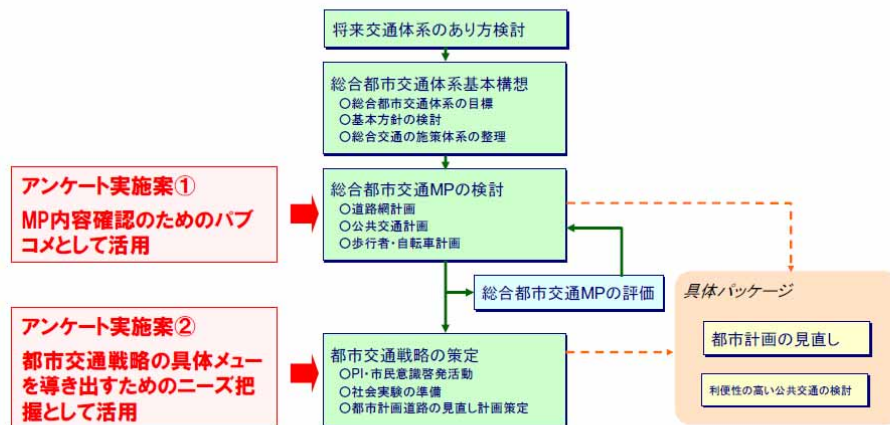 将来交通体系のあり方検討
総合都市交通体系基本構想
○総合都市交通体系の目標
○基本方針の検討
○総合交通の施策体系の整理
アンケート実施案①
MP内容確認のためのパブ
コメとして活用
総合都市交通MPの検討
○道路網計画
○公共交通計画
○歩行者・自転車計画
総合都市交通MPの評価
具体パッケージ
都市計画の見直し
利便性の高い公共交通の検討
アンケート実施案②
都市交通戦略の具体メュー
を導き出すためのニーズ把
握として活用
都市交通戦略の策定
○PI・市民意識啓発活動
○社会実験の準備
○都市計画道路の見直し計画策定